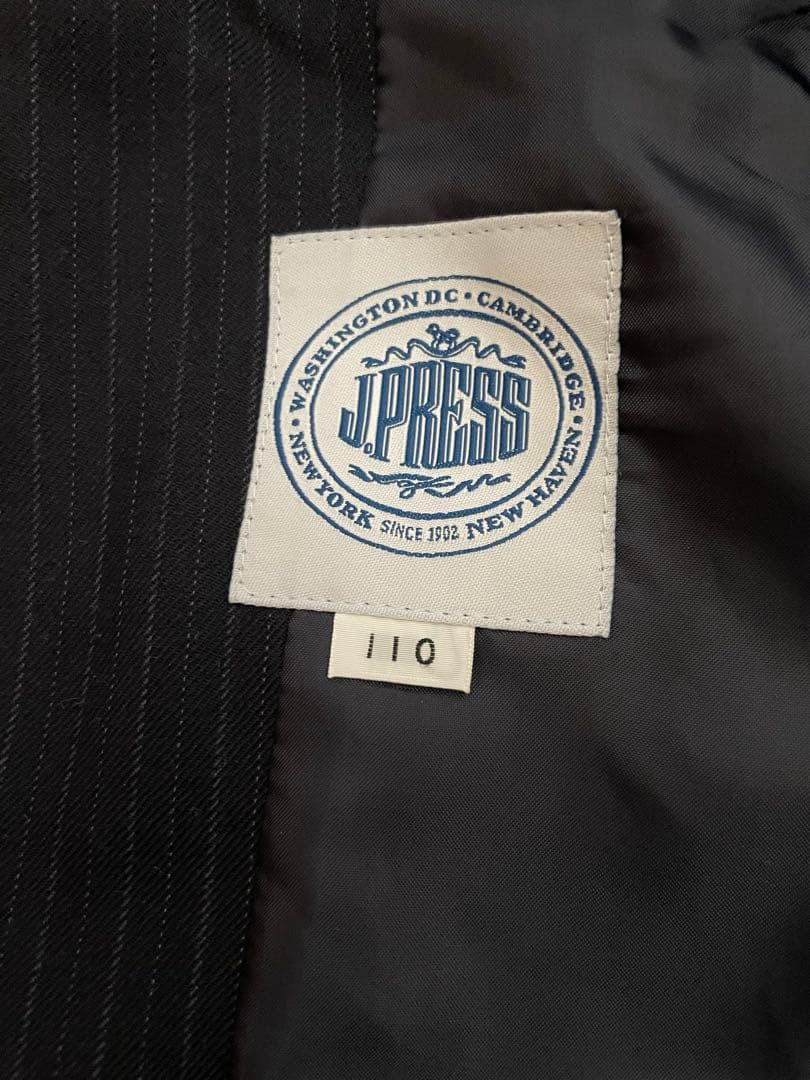 WASHINGTON DC • CAMBRIDGE •
J.PRESS
• NEW YORK SINCE 1902 NEW HAVEN •
110